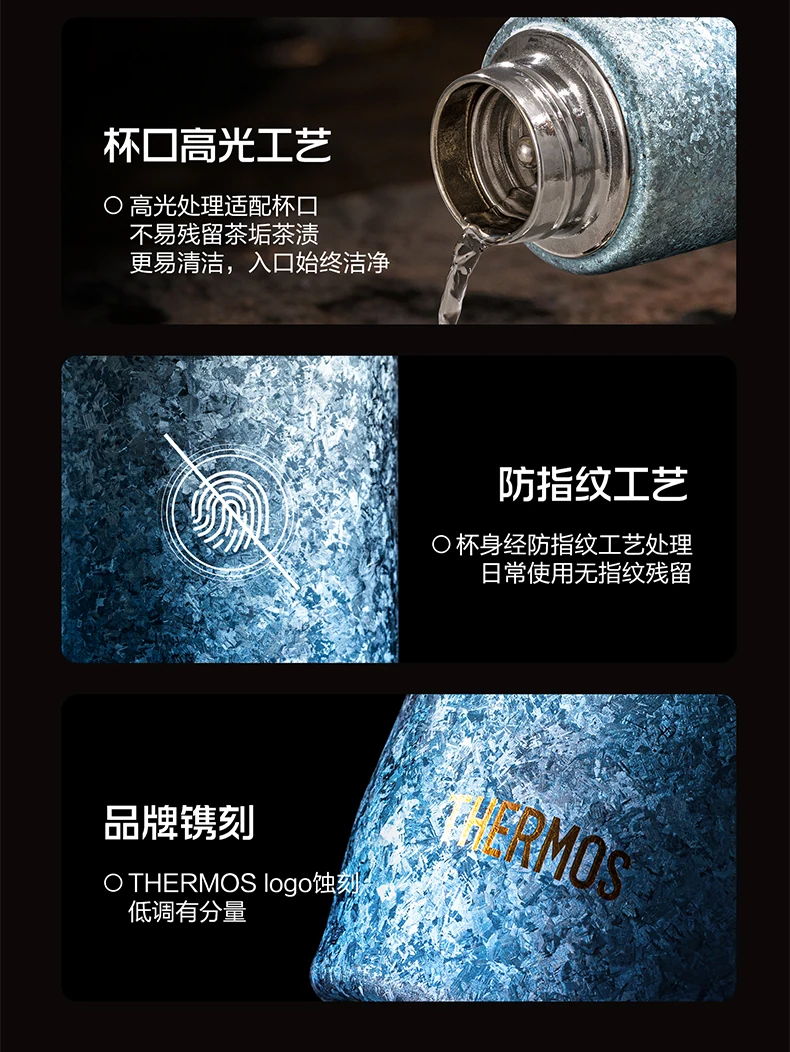 杯口高光工艺
高光处理适配杯口
不易残留茶垢茶渍
更易清洁，入口始终洁净
防指纹工艺
杯身经防指纹工艺处理
日常使用无指纹残留
品牌镌刻
THERMOS logo蚀刻
低调有分量
THERMOS